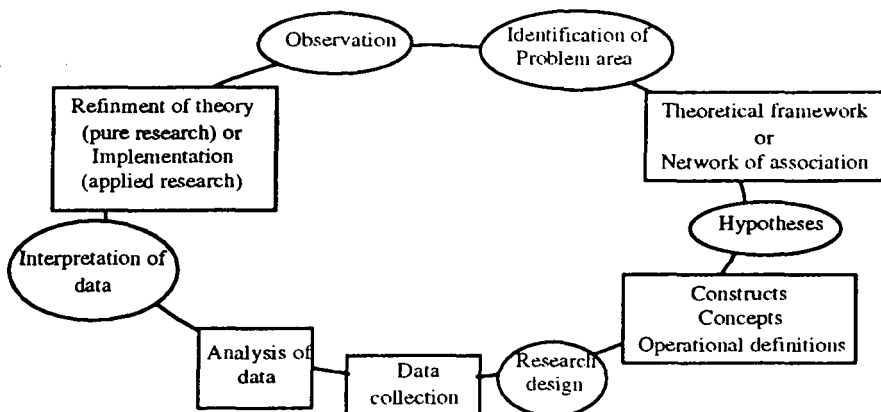 Observation
Identification of
Problem area
Refinment of theory
(pure research) or
Implementation
(applied research)
Theoretical framework
or
Network of association
Hypotheses
Interpretation of
data
Constructs
Concepts
Operational definitions
Analysis of
data
Data
collection
Research
design